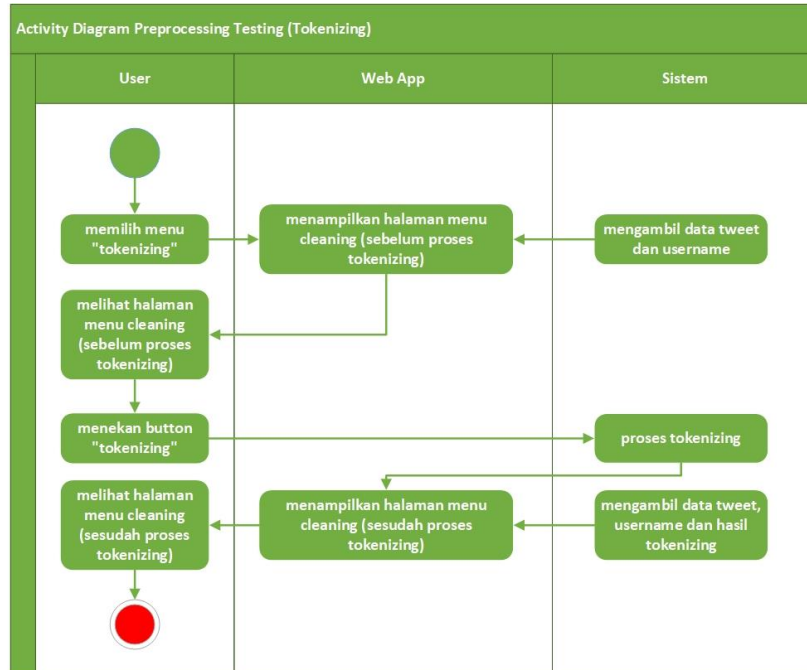 Activity Diagram Preprocessing Testing (Tokenizing)
User
Web App
Sistem
memilih menu
"tokenizing"
menampilkan halaman menu
cleaning (sebelum proses
tokenizing)
mengambil data tweet
dan username
melihat halaman
menu cleaning
(sebelum proses
tokenizing)
menekan button
"tokenizing"
proses tokenizing
melihat halaman
menu cleaning
(sesudah proses
tokenizing)
menampilkan halaman menu
cleaning (sesudah proses
tokenizing)
mengambil data tweet,
username dan hasil
tokenizing